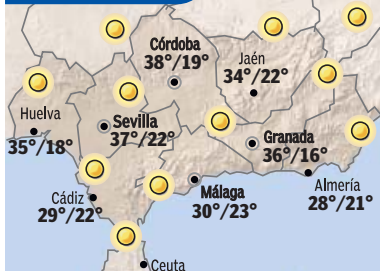 Córdoba
38°/19°
Jaén
34°/22°
Huelva
35°/18°
Sevilla
37°/22°
Granada
36°/16°
Cádiz
29°/22°
Málaga
30°/23°
Almería
28°/21°
Ceuta